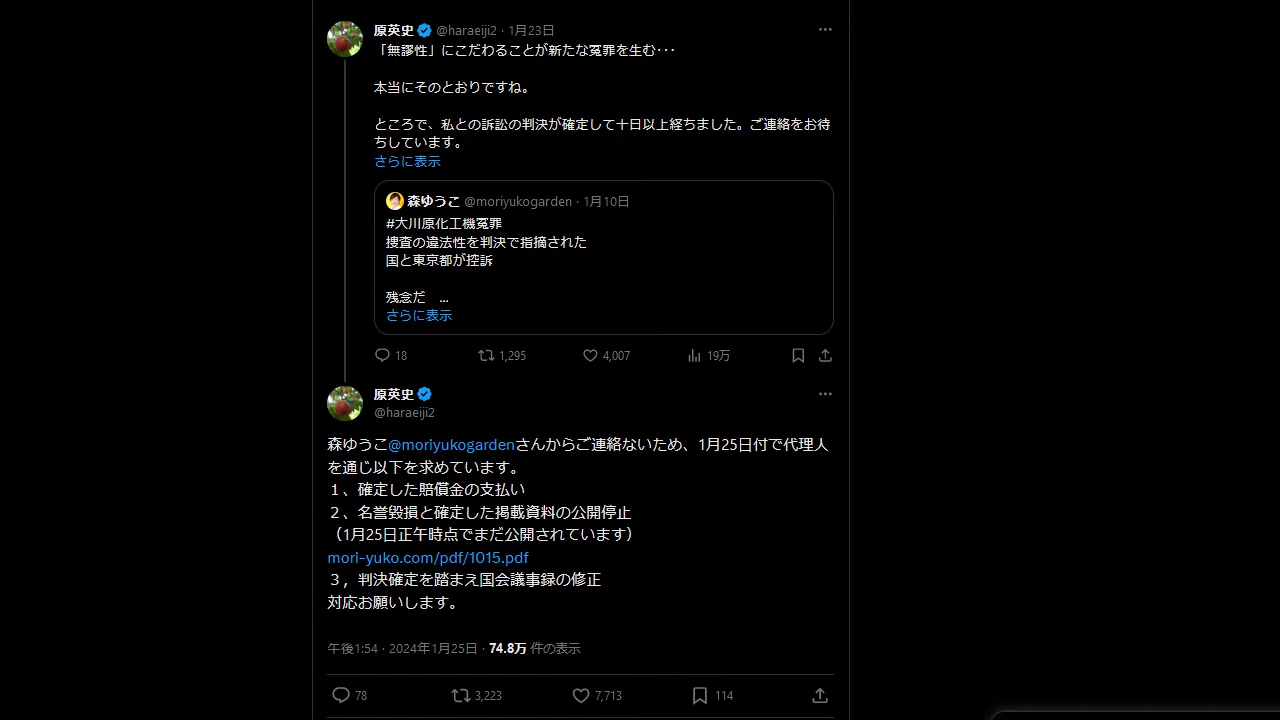 原英史 @haraeiji2 · 1月23日
「無謬性」にこだわることが新たな冤罪を生む･･･
本当にそのとおりですね。
ところで、私との訴訟の判決が確定して十日以上経ちました。ご連絡をお待
ちしています。
さらに表示
森ゆうこ @moriyukogarden · 1月10日
#大川原化工機冤罪
捜査の違法性を判決で指摘された
国と東京都が控訴
残念だ　...
さらに表示
18 1,295 4,007 19万
原英史
@haraeiji2
森ゆうこ@moriyukogardenさんからご連絡ないため、1月25日付で代理人
を通じ以下を求めています。
１、確定した賠償金の支払い
２、名誉毀損と確定した掲載資料の公開停止
（1月25日正午時点でまだ公開されています）
mori-yuko.com/pdf/1015.pdf
３，判決確定を踏まえ国会議事録の修正
対応お願いします。
午後1:54 · 2024年1月25日 · 74.8万 件の表示
78 3,223 7,713 114